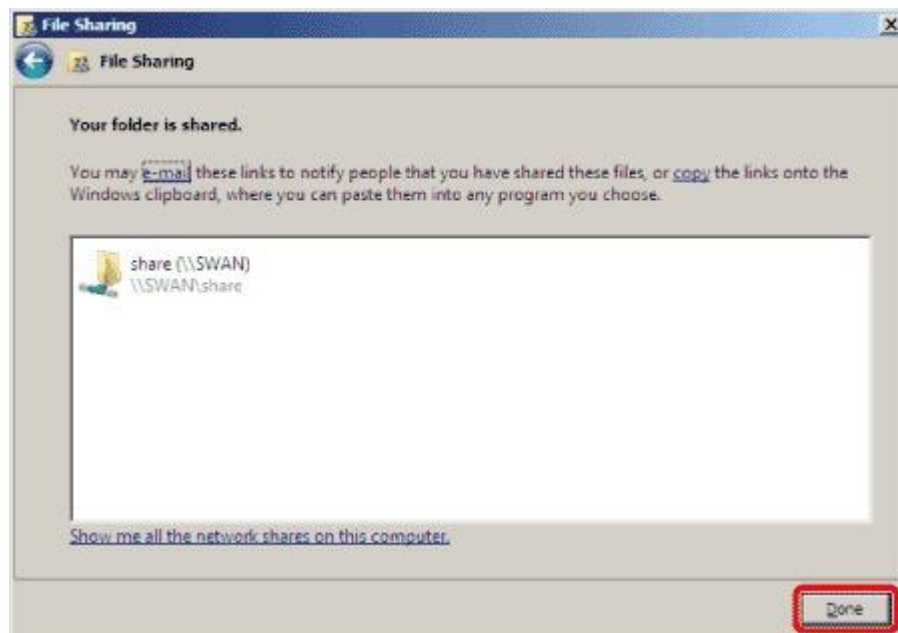 File Sharing
File Sharing
Your folder is shared.
You may e-mail these links to notify people that you have shared these files, or copy the links onto the
Windows clipboard, where you can paste them into any program you choose.
share (\\SWAN)
\\SWAN\share
Show me all the network shares on this computer.
Done